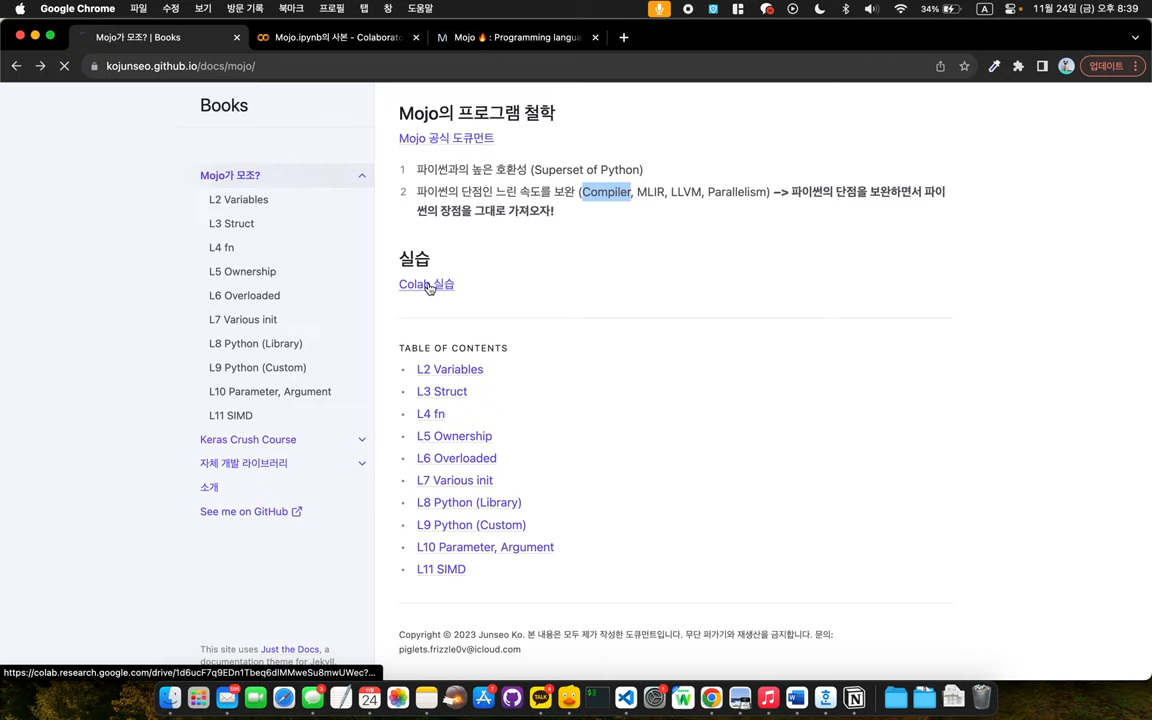 Google Chrome 파일 수정 보기 방문 기록 북마크 프로필 탭 창 도움말 34% A 11월 24일 (금) 오후 8:39
Mojo가 모조? | Books Mojo.ipynb의 사본 - Colaborato Mojo 🔥 : Programming langua
kojunseo.github.io/docs/mojo/ 업데이트
Books
Mojo가 모조?
L2 Variables
L3 Struct
L4 fn
L5 Ownership
L6 Overloaded
L7 Various init
L8 Python (Library)
L9 Python (Custom)
L10 Parameter, Argument
L11 SIMD
Keras Crush Course
자체 개발 라이브러리
소개
See me on GitHub
This site uses Just the Docs, a
documentation theme for Jekyll.
Mojo의 프로그램 철학
Mojo 공식 도큐먼트
1 파이썬과의 높은 호환성 (Superset of Python)
2 파이썬의 단점인 느린 속도를 보완 (Compiler, MLIR, LLVM, Parallelism) –> 파이썬의 단점을 보완하면서 파이
썬의 장점을 그대로 가져오자!
실습
Colab 실습
TABLE OF CONTENTS
L2 Variables
L3 Struct
L4 fn
L5 Ownership
L6 Overloaded
L7 Various init
L8 Python (Library)
L9 Python (Custom)
L10 Parameter, Argument
L11 SIMD
Copyright © 2023 Junseo Ko. 본 내용은 모두 제가 작성한 도큐먼트입니다. 무단 퍼가기와 재생산을 금지합니다. 문의:
piglets.frizzle0v@icloud.com
https://colab.research.google.com/drive/1d6ucF7q9EDn1Tbeq6dlMMweSu8mwUWec?...